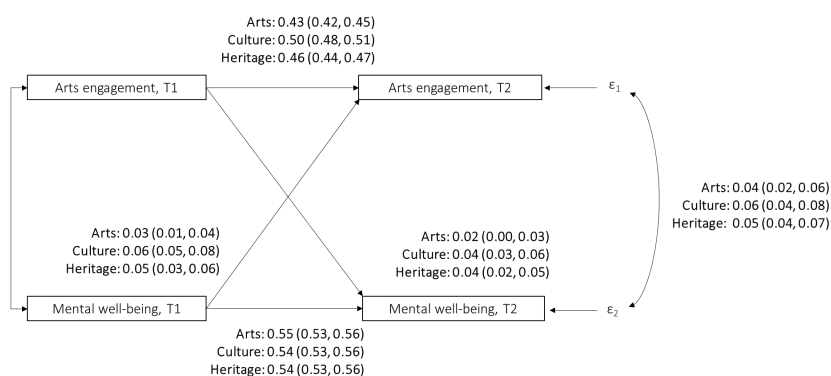 Arts: 0.43 (0.42, 0.45)
Culture: 0.50 (0.48, 0.51)
Heritage: 0.46 (0.44, 0.47)
Arts engagement, T1
Arts engagement, T2
ε1
Arts: 0.04 (0.02, 0.06)
Culture: 0.06 (0.04, 0.08)
Heritage: 0.05 (0.04, 0.07)
Arts: 0.03 (0.01, 0.04)
Culture: 0.06 (0.05, 0.08)
Heritage: 0.05 (0.03, 0.06)
Arts: 0.02 (0.00, 0.03)
Culture: 0.04 (0.03, 0.06)
Heritage: 0.04 (0.02, 0.05)
Mental well-being, T1
Mental well-being, T2
ε2
Arts: 0.55 (0.53, 0.56)
Culture: 0.54 (0.53, 0.56)
Heritage: 0.54 (0.53, 0.56)